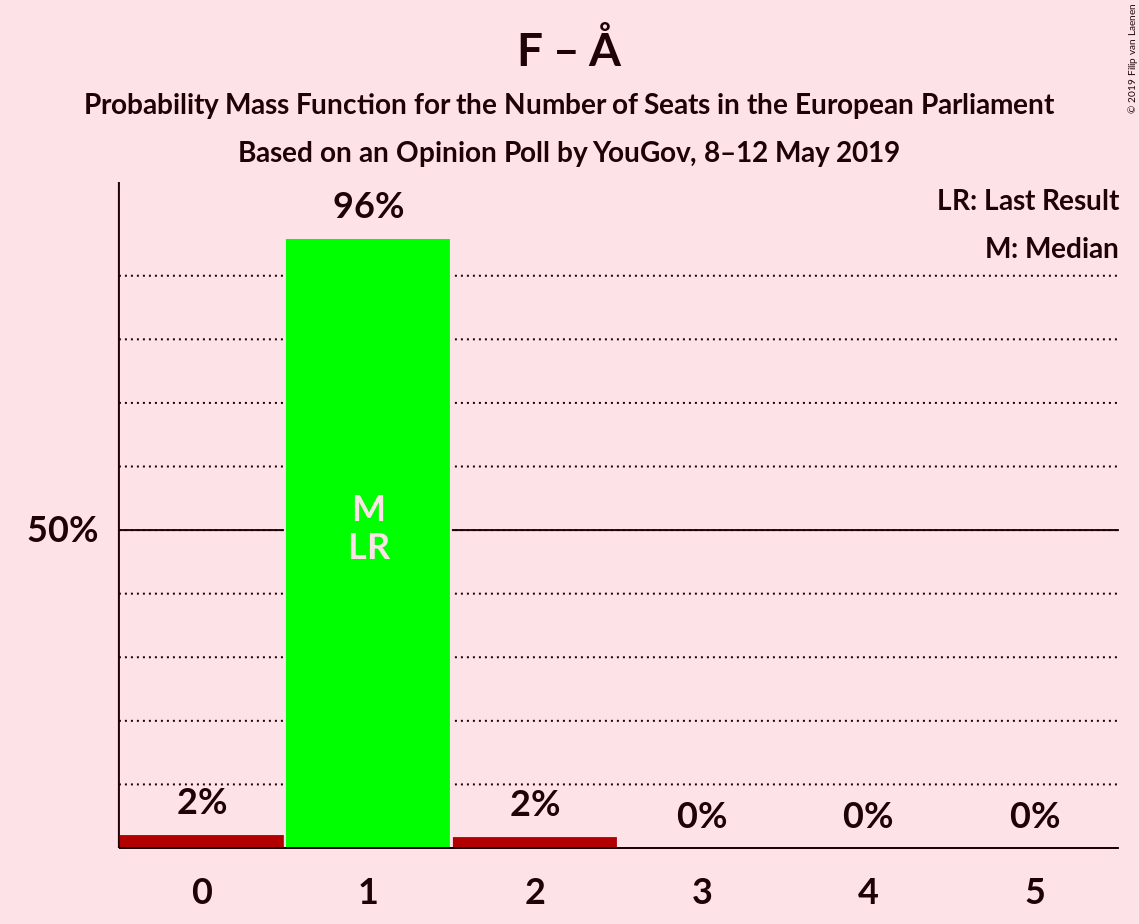 F – Å
Probability Mass Function for the Number of Seats in the European Parliament
Based on an Opinion Poll by YouGov, 8–12 May 2019
© 2019 Filip van Laenen
LR: Last Result
M: Median
96%
50%
M
LR
2%
2%
0%
0%
0%
0
1
2
3
4
5